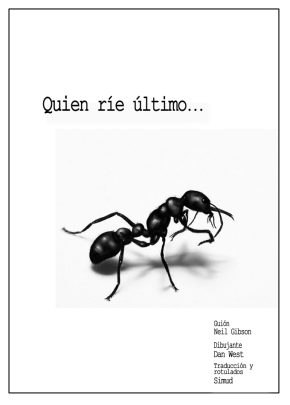 Quien ríe último...
Guión
Neil Gibson
Dibujante
Dan West
Traducción y
rotulados
Simud